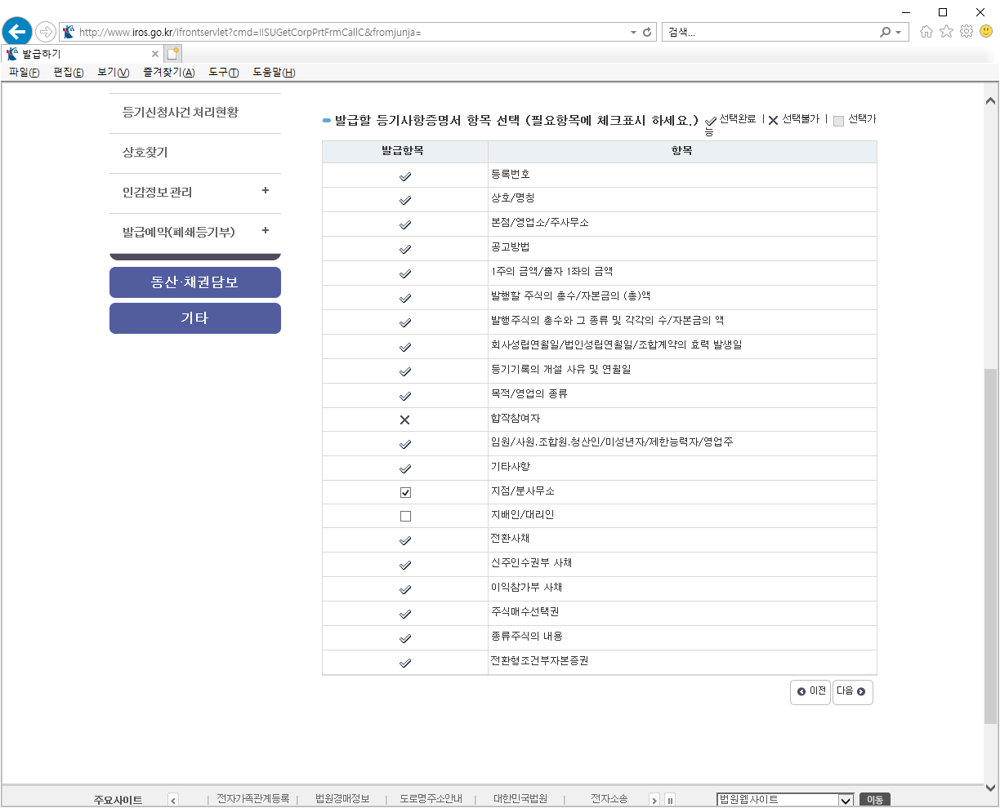 http://www.iros.go.kr/ifrontservlet?cmd=IISUGetCorpPrtFrmCallC&fromjunja=
검색...
발급하기
파일(F) 편집(E) 보기(V) 즐겨찾기(A) 도구(T) 도움말(H)
등기신청사건 처리현황
상호찾기
인감정보관리 +
발급예약(폐쇄등기부) +
동산·채권담보
기타
발급할 등기사항증명서 항목 선택 (필요항목에 체크표시 하세요.) 선택완료 | 선택불가 | 선택가
능
발급항목 항목
등록번호
상호/명칭
본점/영업소/주사무소
공고방법
1주의 금액/출자 1좌의 금액
발행할 주식의 총수/자본금의 (총)액
발행주식의 총수와 그 종류 및 각각의 수/자본금의 액
회사성립연월일/법인성립연월일/조합계약의 효력 발생일
등기기록의 개설 사유 및 연월일
목적/영업의 종류
합작참여자
임원/사원.조합원.청산인/미성년자/제한능력자/영업주
기타사항
지점/분사무소
지배인/대리인
전환사채
신주인수권부 사채
이익참가부 사채
주식매수선택권
종류주식의 내용
전환형조건부자본증권
이전 다음
주요사이트 | 전자가족관계등록 | 법원경매정보 | 도로명주소안내 | 대한민국법원 | 전자소송 법원웹사이트 이동